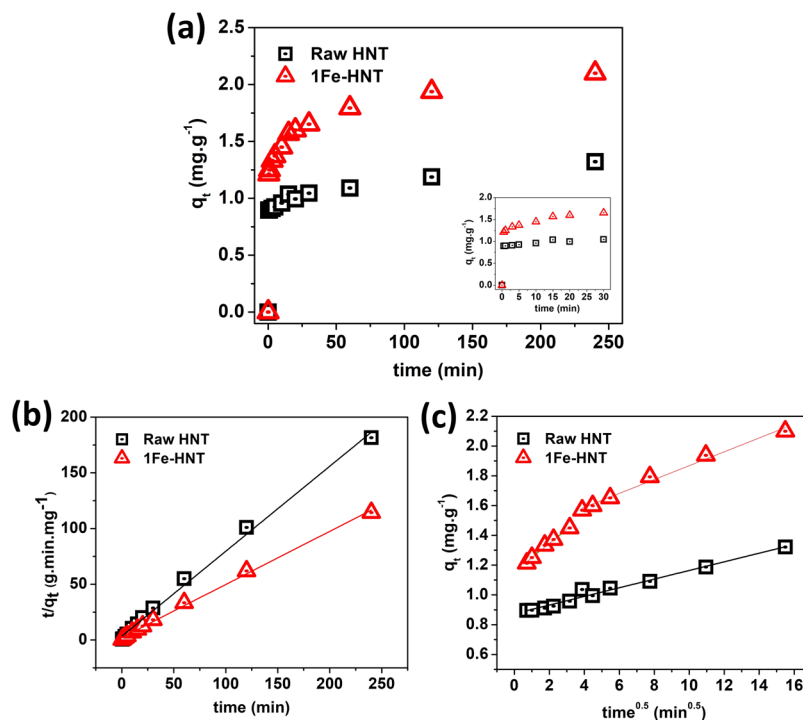 (a)
Raw HNT
1Fe-HNT
2.5
2.0
1.5
1.0
0.5
0.0
qt (mg.g-1)
0 50 100 150 200 250
time (min)
2.0
1.5
1.0
0.5
0.0
qt (mg.g-1)
0 5 10 15 20 25 30
time (min)
(b)
Raw HNT
1Fe-HNT
200
150
100
50
0
t/qt (g.min.mg-1)
0 50 100 150 200 250
time (min)
(c)
Raw HNT
1Fe-HNT
2.2
2.0
1.8
1.6
1.4
1.2
1.0
0.8
0.6
qt (mg.g-1)
0 2 4 6 8 10 12 14 16
time0.5 (min0.5)